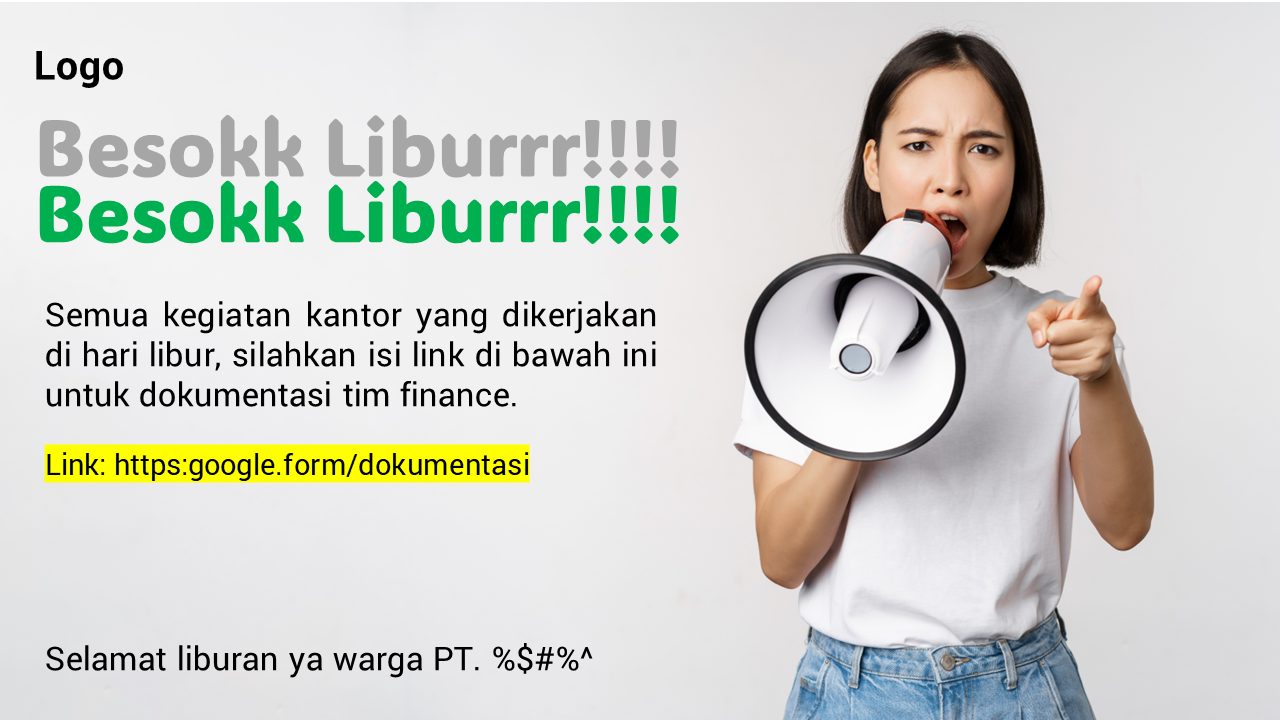 Logo
Besokk Liburrr!!!!
Besokk Liburrr!!!!
Semua kegiatan kantor yang dikerjakan
di hari libur, silahkan isi link di bawah ini
untuk dokumentasi tim finance.
Link: https:google.form/dokumentasi
Selamat liburan ya warga PT. %$#%^